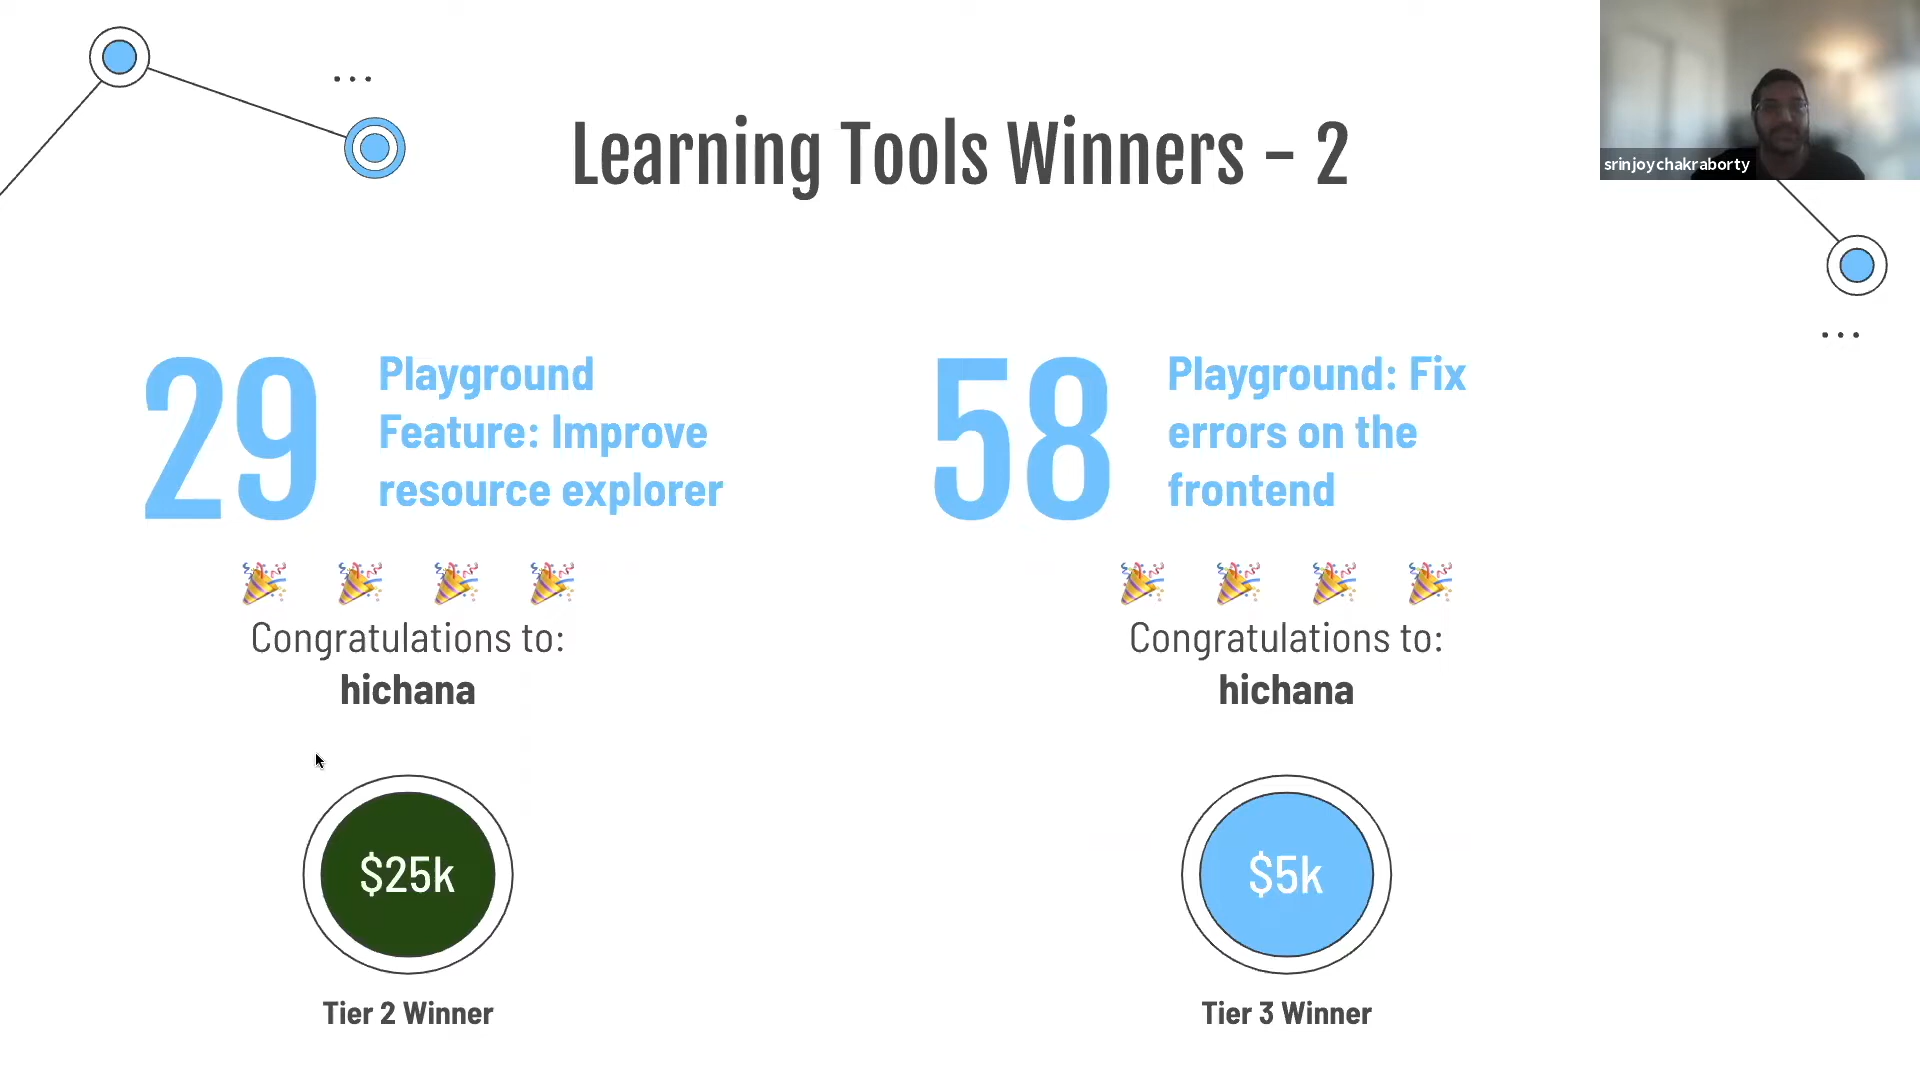 Learning Tools Winners – 2
srinjoychakraborty
29
Playground
Feature: Improve
resource explorer
Congratulations to:
hichana
$25k
Tier 2 Winner
58
Playground: Fix
errors on the
frontend
Congratulations to:
hichana
$5k
Tier 3 Winner